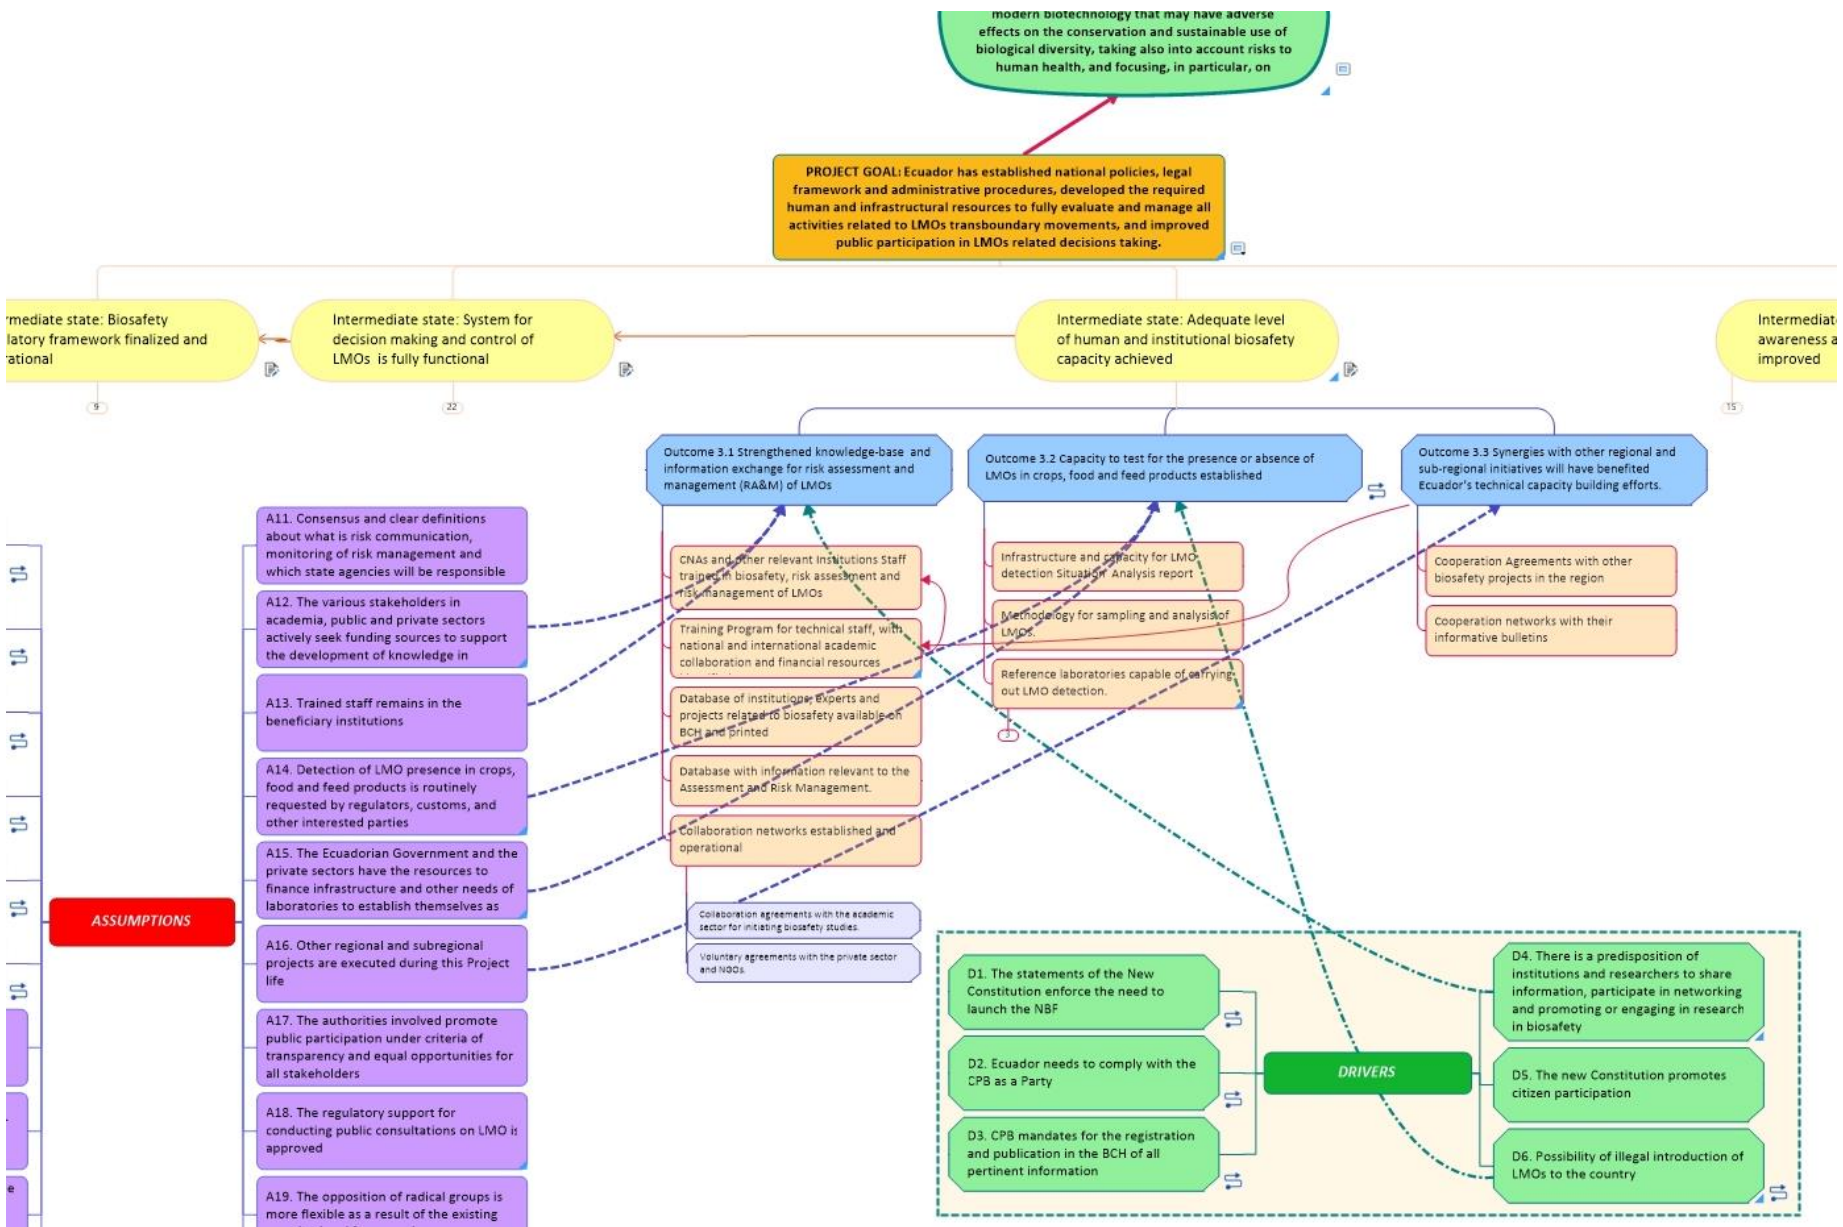 modern biotechnology that may have adverse
effects on the conservation and sustainable use of
biological diversity, taking also into account risks to
human health, and focusing, in particular, on
PROJECT GOAL: Ecuador has established national policies, legal
framework and administrative procedures, developed the required
human and infrastructural resources to fully evaluate and manage all
activities related to LMOs transboundary movements, and improved
public participation in LMOs related decisions taking.
rmediate state: Biosafety
latory framework finalized and
rational
9
Intermediate state: System for
decision making and control of
LMOs is fully functional
22
Intermediate state: Adequate level
of human and institutional biosafety
capacity achieved
Intermediat
awareness a
improved
15
Outcome 3.1 Strengthened knowledge-base and
information exchange for risk assessment and
management (RA&M) of LMOs
Outcome 3.2 Capacity to test for the presence or absence of
LMOs in crops, food and feed products established
Outcome 3.3 Synergies with other regional and
sub-regional initiatives will have benefited
Ecuador's technical capacity building efforts.
CNAs and other relevant Institutions Staff
trained in biosafety, risk assessment and
risk management of LMOs
Training Program for technical staff, with
national and international academic
collaboration and financial resources
Database of institutions, experts and
projects related to biosafety available on
BCH and printed
Database with information relevant to the
Assessment and Risk Management.
Collaboration networks established and
operational
Collaboration agreements with the academic
sector for initiating biosafety studies.
Voluntary agreements with the private sector
and NGOs.
Infrastructure and capacity for LMO
detection Situation Analysis report
Methodology for sampling and analysis of
LMOs.
Reference laboratories capable of carrying
out LMO detection.
3
Cooperation Agreements with other
biosafety projects in the region
Cooperation networks with their
informative bulletins
ASSUMPTIONS
A11. Consensus and clear definitions
about what is risk communication,
monitoring of risk management and
which state agencies will be responsible
A12. The various stakeholders in
academia, public and private sectors
actively seek funding sources to support
the development of knowledge in
A13. Trained staff remains in the
beneficiary institutions
A14. Detection of LMO presence in crops,
food and feed products is routinely
requested by regulators, customs, and
other interested parties
A15. The Ecuadorian Government and the
private sectors have the resources to
finance infrastructure and other needs of
laboratories to establish themselves as
A16. Other regional and subregional
projects are executed during this Project
life
A17. The authorities involved promote
public participation under criteria of
transparency and equal opportunities for
all stakeholders
A18. The regulatory support for
conducting public consultations on LMO is
approved
A19. The opposition of radical groups is
more flexible as a result of the existing
e
D1. The statements of the New
Constitution enforce the need to
launch the NBF
D2. Ecuador needs to comply with the
CPB as a Party
D3. CPB mandates for the registration
and publication in the BCH of all
pertinent information
DRIVERS
D4. There is a predisposition of
institutions and researchers to share
information, participate in networking
and promoting or engaging in research
in biosafety
D5. The new Constitution promotes
citizen participation
D6. Possibility of illegal introduction of
LMOs to the country